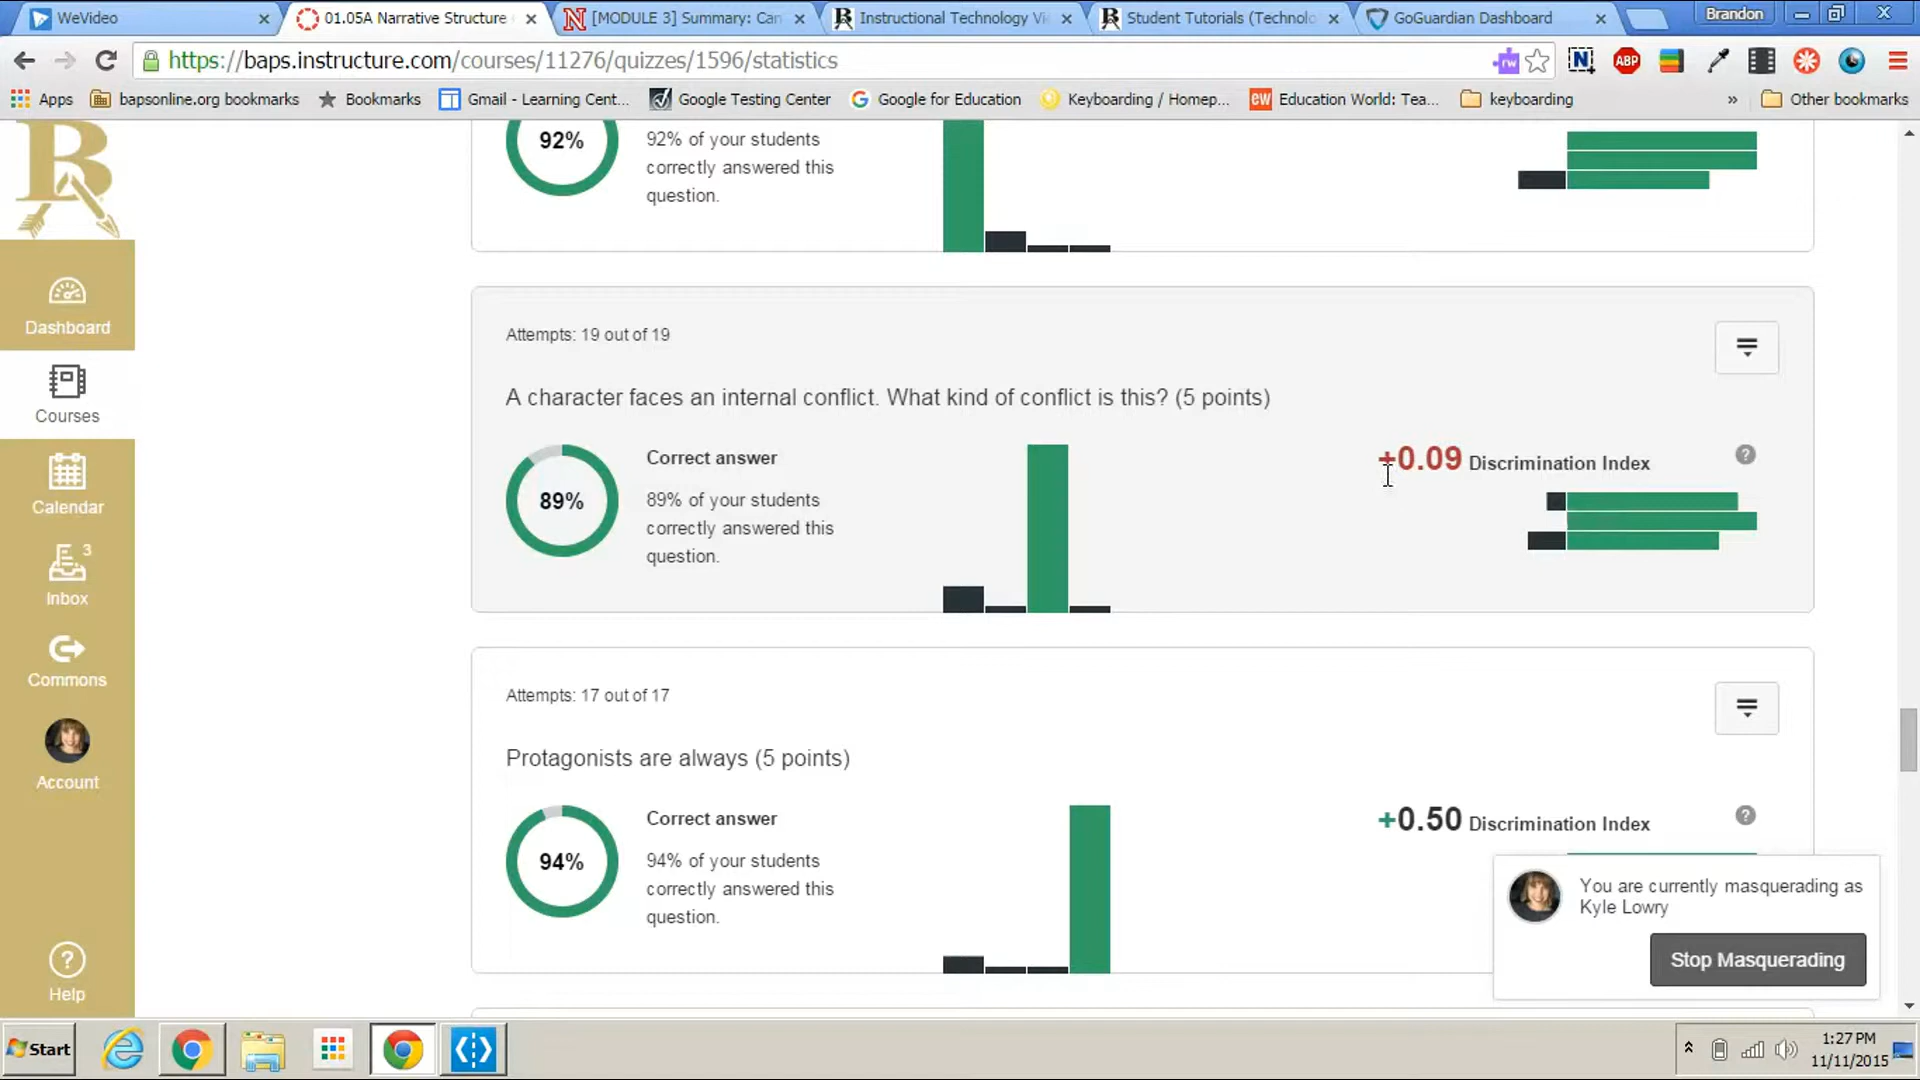 WeVideo
01.05A Narrative Structure
[MODULE 3] Summary: Can
Instructional Technology Vi
Student Tutorials (Technolo
GoGuardian Dashboard
Brandon
https://baps.instructure.com/courses/11276/quizzes/1596/statistics
rw
N
ABP
Apps
bapsonline.org bookmarks
Bookmarks
Gmail - Learning Cent...
Google Testing Center
Google for Education
Keyboarding / Homep...
EW
Education World: Tea...
keyboarding
»
Other bookmarks
B
Dashboard
Courses
Calendar
3
Inbox
Commons
Account
?
Help
92%
92% of your students
correctly answered this
question.
Attempts: 19 out of 19
A character faces an internal conflict. What kind of conflict is this? (5 points)
89%
Correct answer
89% of your students
correctly answered this
question.
+0.09 Discrimination Index
?
Attempts: 17 out of 17
Protagonists are always (5 points)
94%
Correct answer
94% of your students
correctly answered this
question.
+0.50 Discrimination Index
?
You are currently masquerading as
Kyle Lowry
Stop Masquerading
Start
1:27 PM
11/11/2015